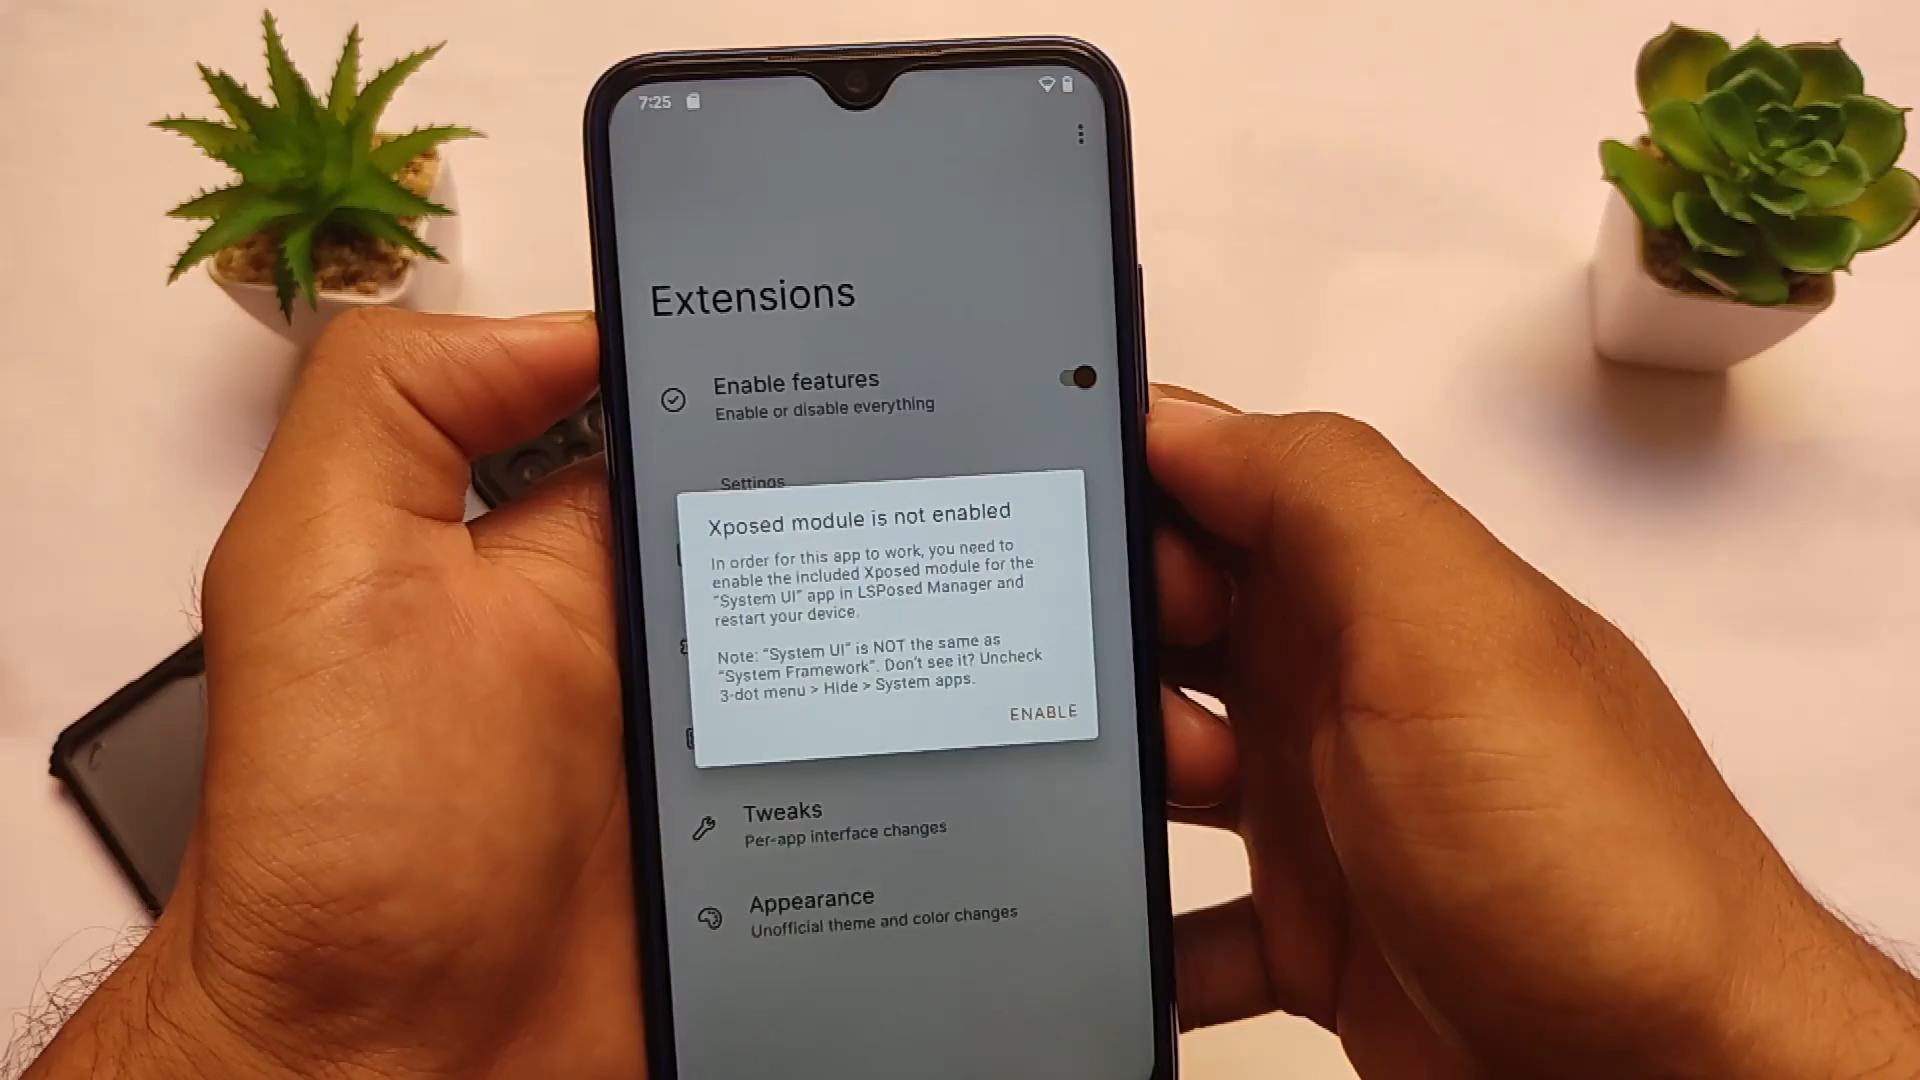 7:25
Extensions
Enable features
Enable or disable everything
Settings
Xposed module is not enabled
In order for this app to work, you need to
enable the included Xposed module for the
"System UI" app in LSPosed Manager and
restart your device.
Note: "System UI" is NOT the same as
"System Framework". Don't see it? Uncheck
3-dot menu > Hide > System apps.
ENABLE
Tweaks
Per-app interface changes
Appearance
Unofficial theme and color changes